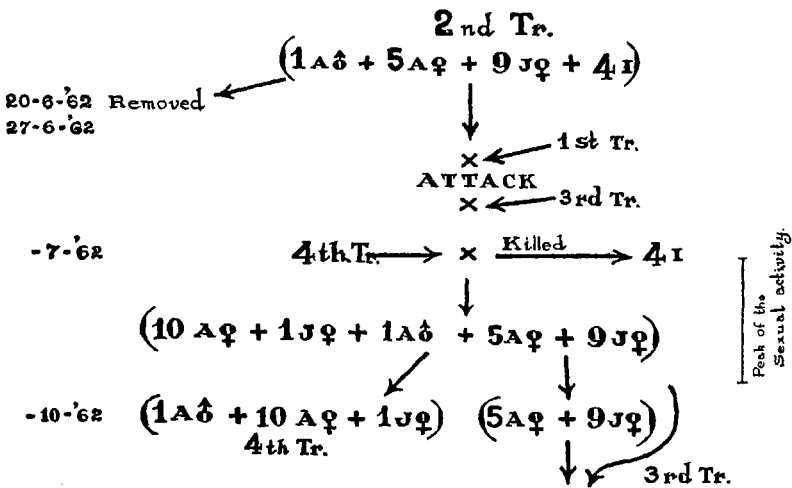 2nd Tr.
(1A♂ + 5A♀ + 9J♀ + 4I)
20-6-'62 Removed
27-6-'62
1st Tr.
×
ATTACK
×
3rd Tr.
-7-'62 4th Tr. × Killed 4I
(10 A♀ + 1J♀ + 1A♂ + 5A♀ + 9J♀)
Peak of the
Sexual activity.
-10-'62 (1A♂ + 10 A♀ + 1J♀) (5A♀ + 9J♀)
4th Tr.
3rd Tr.